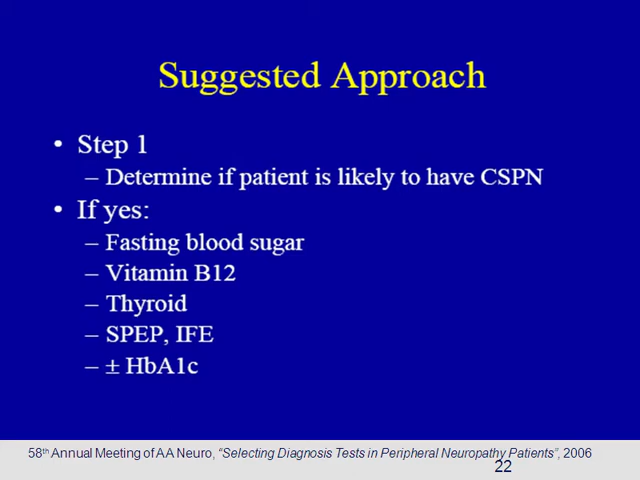 Suggested Approach
• Step 1
– Determine if patient is likely to have CSPN
• If yes:
– Fasting blood sugar
– Vitamin B12
– Thyroid
– SPEP, IFE
– ± HbA1c
58th Annual Meeting of AA Neuro, “Selecting Diagnosis Tests in Peripheral Neuropathy Patients”, 2006
22